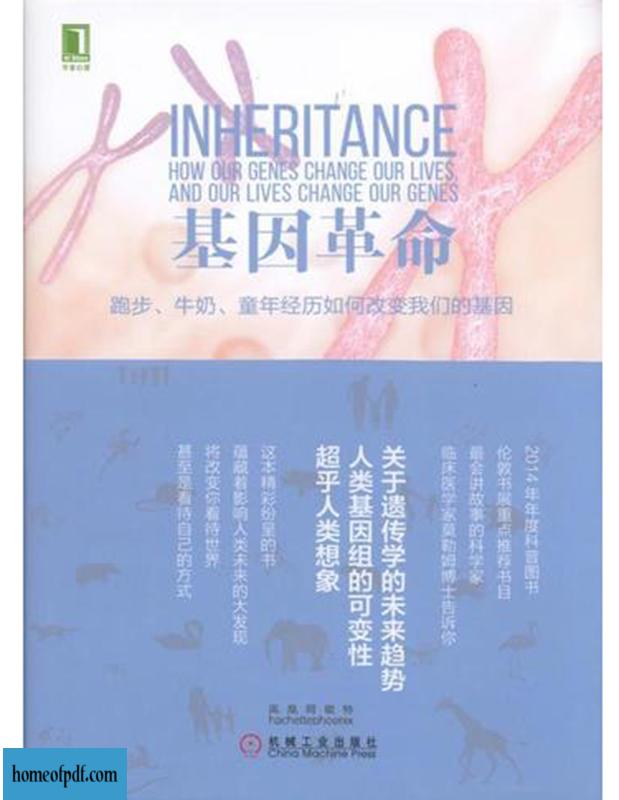 华章心理
INHERITANCE
HOW OUR GENES CHANGE OUR LIVES,
AND OUR LIVES CHANGE OUR GENES
基因革命
跑步、牛奶、童年经历如何改变我们的基因
2014年年度科普图书
伦敦书展重点推荐书目
最会讲故事的科学家
临床医学家莫勒姆博士告诉你
关于遗传学的未来趋势
人类基因组的可变性
超乎人类想象
这本精彩纷呈的书
蕴藏着影响人类未来的大发现
将改变你看待世界
甚至是看待自己的方式
凤凰阿歇特
hachettephoenix
机械工业出版社
China Machine Press
homeofpdf.com